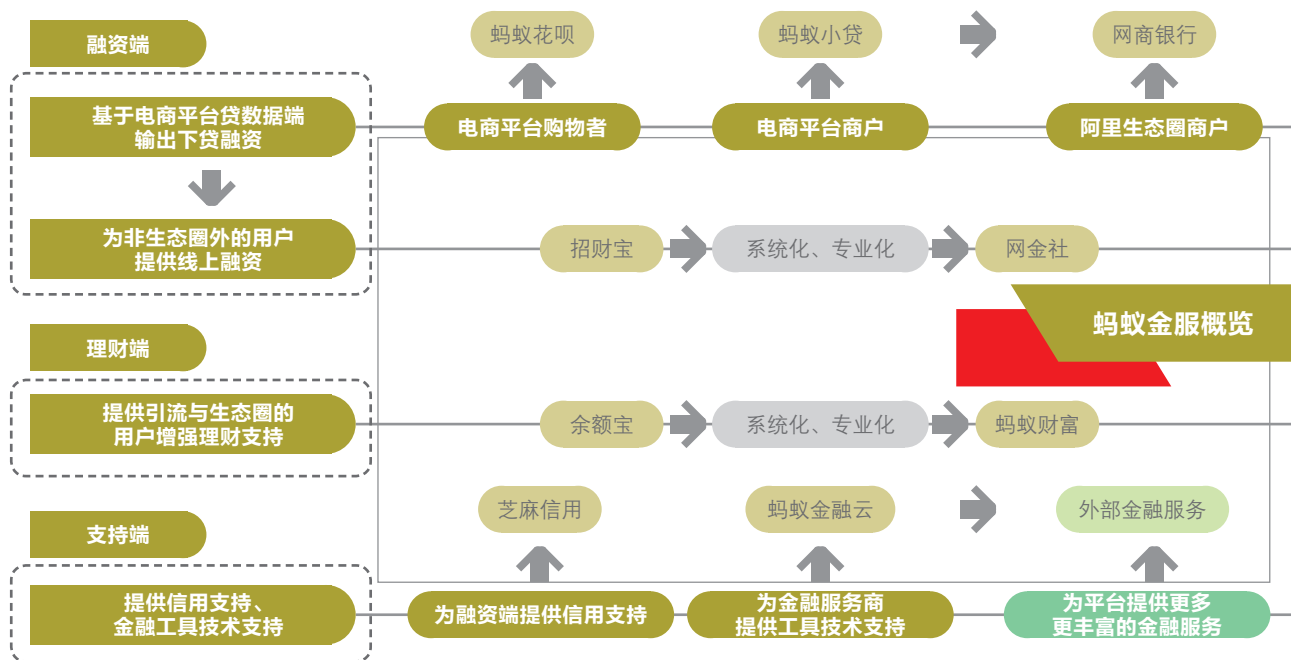 融资端
蚂蚁花呗
蚂蚁小贷
网商银行
基于电商平台贷数据端
输出下贷融资
电商平台购物者
电商平台商户
阿里生态圈商户
为非生态圈外的用户
提供线上融资
招财宝
系统化、专业化
网金社
蚂蚁金服概览
理财端
提供引流与生态圈的
用户增强理财支持
余额宝
系统化、专业化
蚂蚁财富
支持端
芝麻信用
蚂蚁金融云
外部金融服务
提供信用支持、
金融工具技术支持
为融资端提供信用支持
为金融服务商
提供工具技术支持
为平台提供更多
更丰富的金融服务